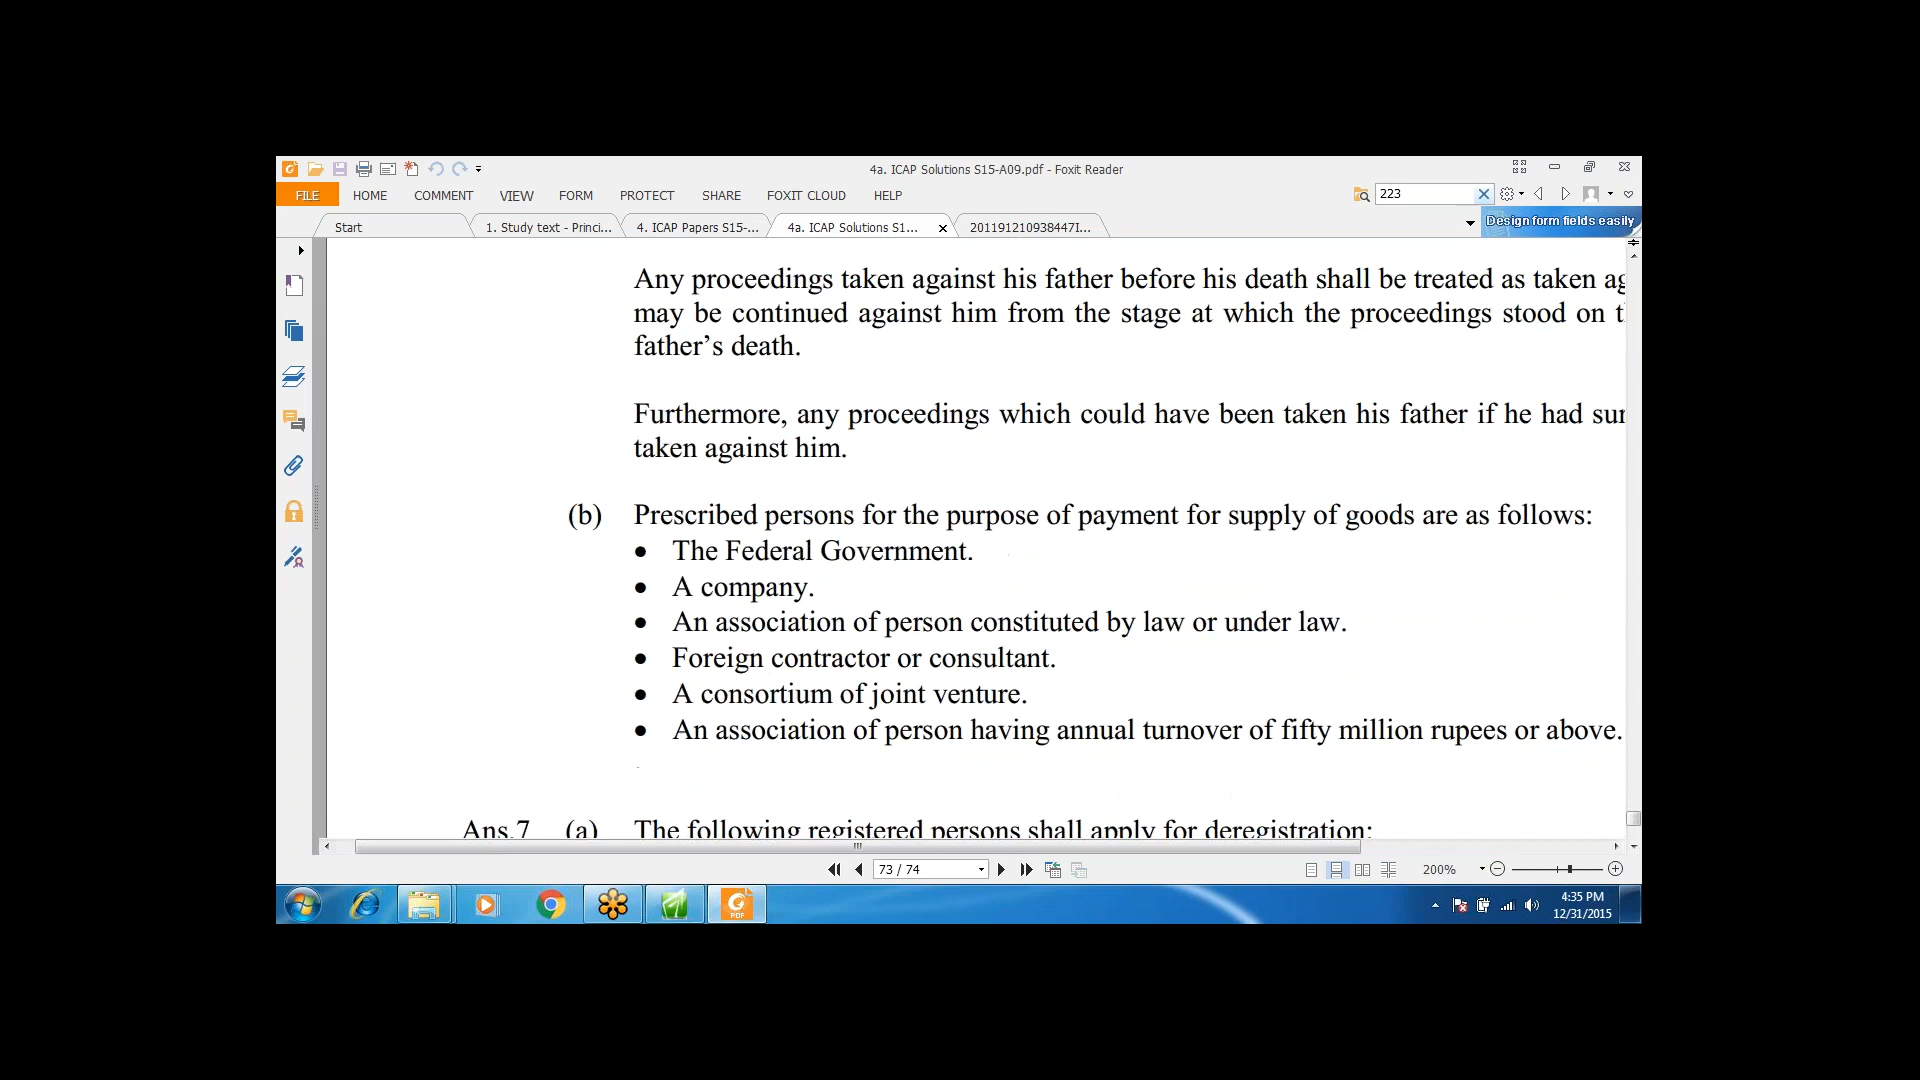 4a. ICAP Solutions S15-A09.pdf - Foxit Reader
FILE HOME COMMENT VIEW FORM PROTECT SHARE FOXIT CLOUD HELP 223
Start 1. Study text - Princi... 4. ICAP Papers S15-... 4a. ICAP Solutions S1... 201191210938447I... Design form fields easily
Any proceedings taken against his father before his death shall be treated as taken ag
may be continued against him from the stage at which the proceedings stood on t
father’s death.
Furthermore, any proceedings which could have been taken his father if he had sur
taken against him.
(b) Prescribed persons for the purpose of payment for supply of goods are as follows:
• The Federal Government.
• A company.
• An association of person constituted by law or under law.
• Foreign contractor or consultant.
• A consortium of joint venture.
• An association of person having annual turnover of fifty million rupees or above.
Ans.7 (a) The following registered persons shall apply for deregistration:
73 / 74 200%
4:35 PM
12/31/2015